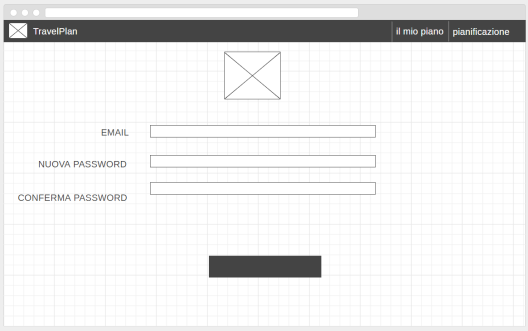 TravelPlan
il mio piano
pianificazione
EMAIL
NUOVA PASSWORD
CONFERMA PASSWORD